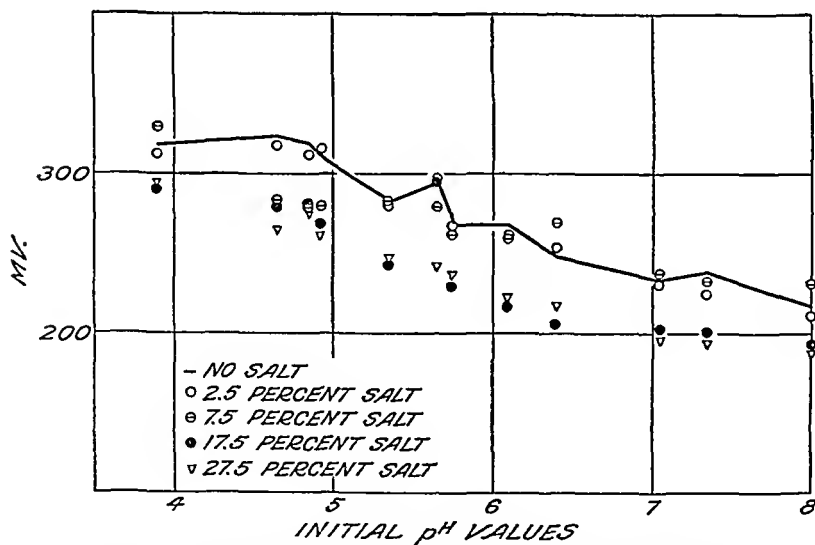 300
200
MV.
— NO SALT
○ 2.5 PERCENT SALT
⊖ 7.5 PERCENT SALT
● 17.5 PERCENT SALT
▽ 27.5 PERCENT SALT
4 5 6 7 8
INITIAL pH VALUES